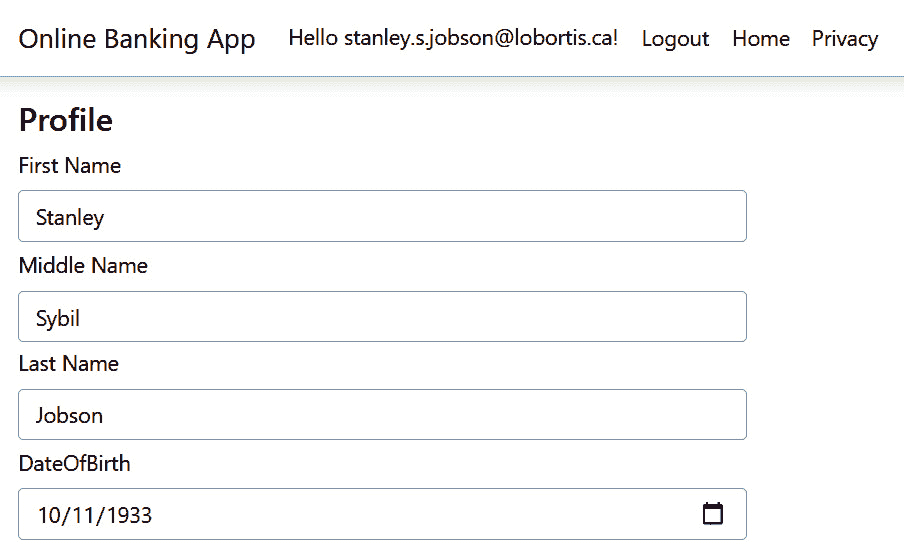 Online Banking App Hello stanley.s.jobson@lobortis.ca! Logout Home Privacy
Profile
First Name
Stanley
Middle Name
Sybil
Last Name
Jobson
DateOfBirth
10/11/1933